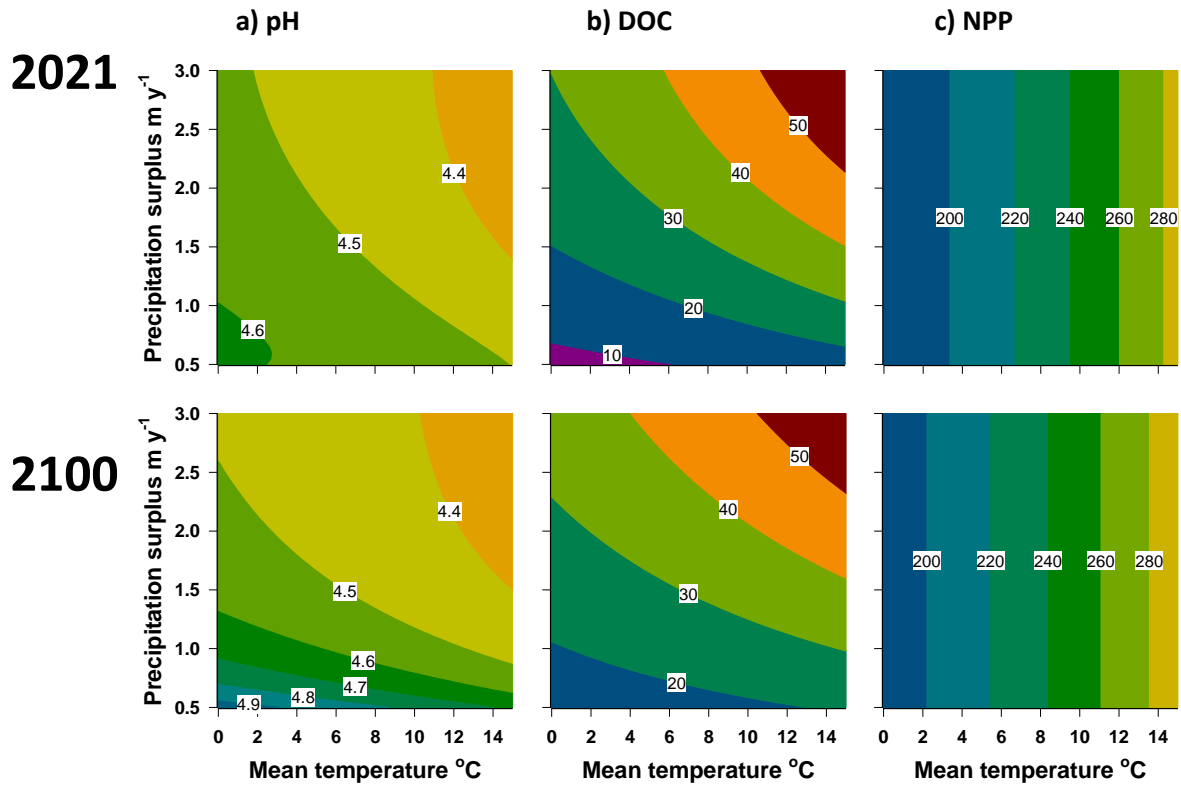 a) pH
b) DOC
c) NPP
2021
Precipitation surplus m y⁻¹
3.0
2.5
2.0
1.5
1.0
0.5
4.4
4.5
4.6
50
40
30
20
10
200 220 240 260 280
2100
Precipitation surplus m y⁻¹
3.0
2.5
2.0
1.5
1.0
0.5
4.4
4.5
4.6
4.7
4.8
4.9
50
40
30
20
200 220 240 260 280
0 2 4 6 8 10 12 14
0 2 4 6 8 10 12 14
0 2 4 6 8 10 12 14
Mean temperature °C
Mean temperature °C
Mean temperature °C